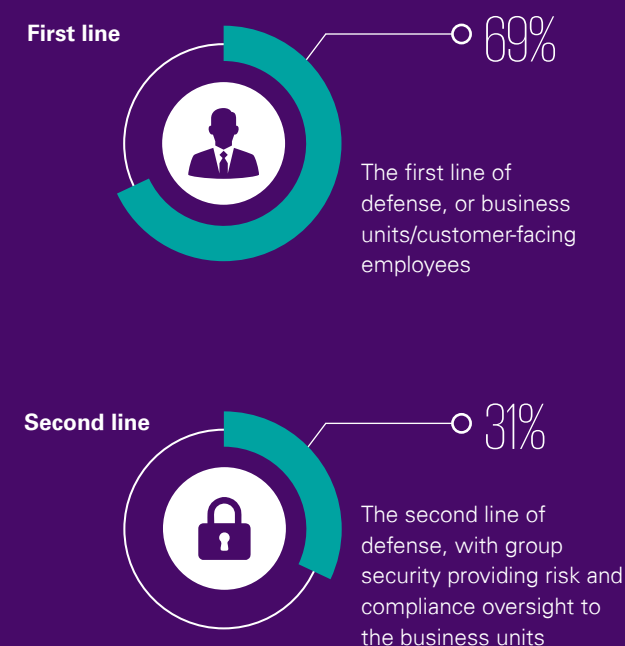 First line
69%
The first line of
defense, or business
units/customer-facing
employees
Second line
31%
The second line of
defense, with group
security providing risk and
compliance oversight to
the business units